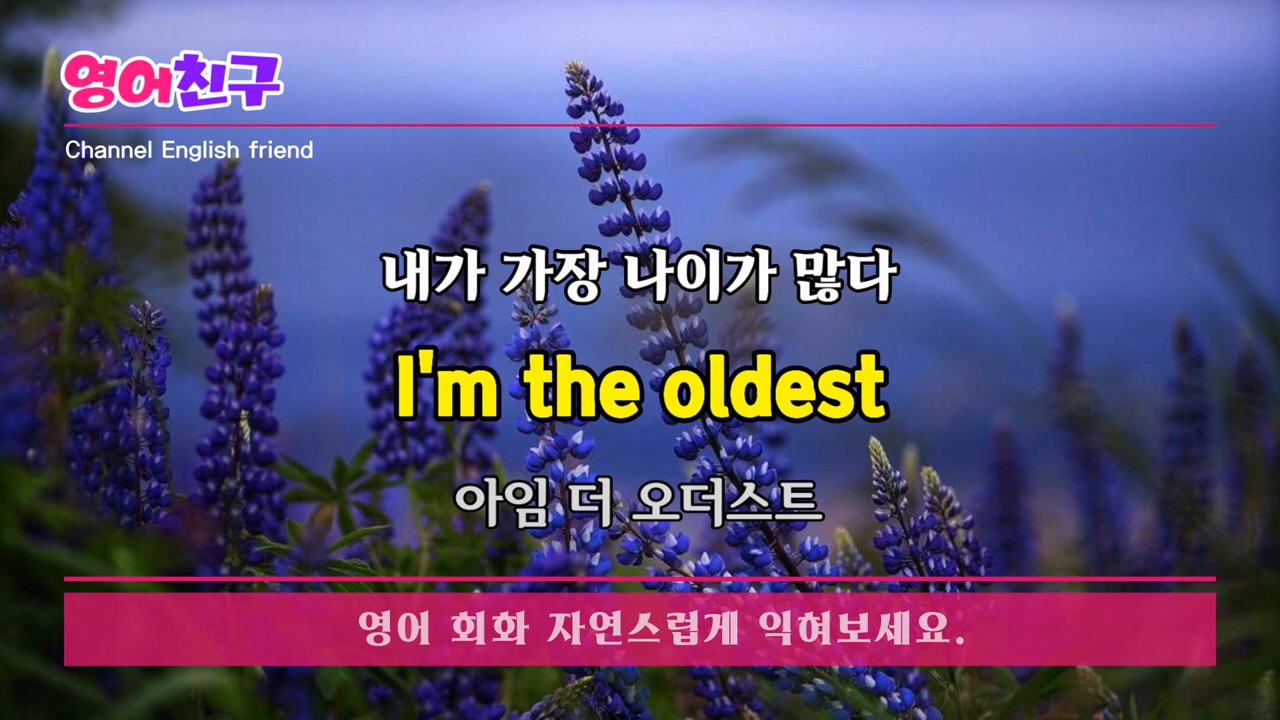 영어친구
Channel English friend
내가 가장 나이가 많다
I'm the oldest
아임 더 오더스트
영어 회화 자연스럽게 익혀보세요.